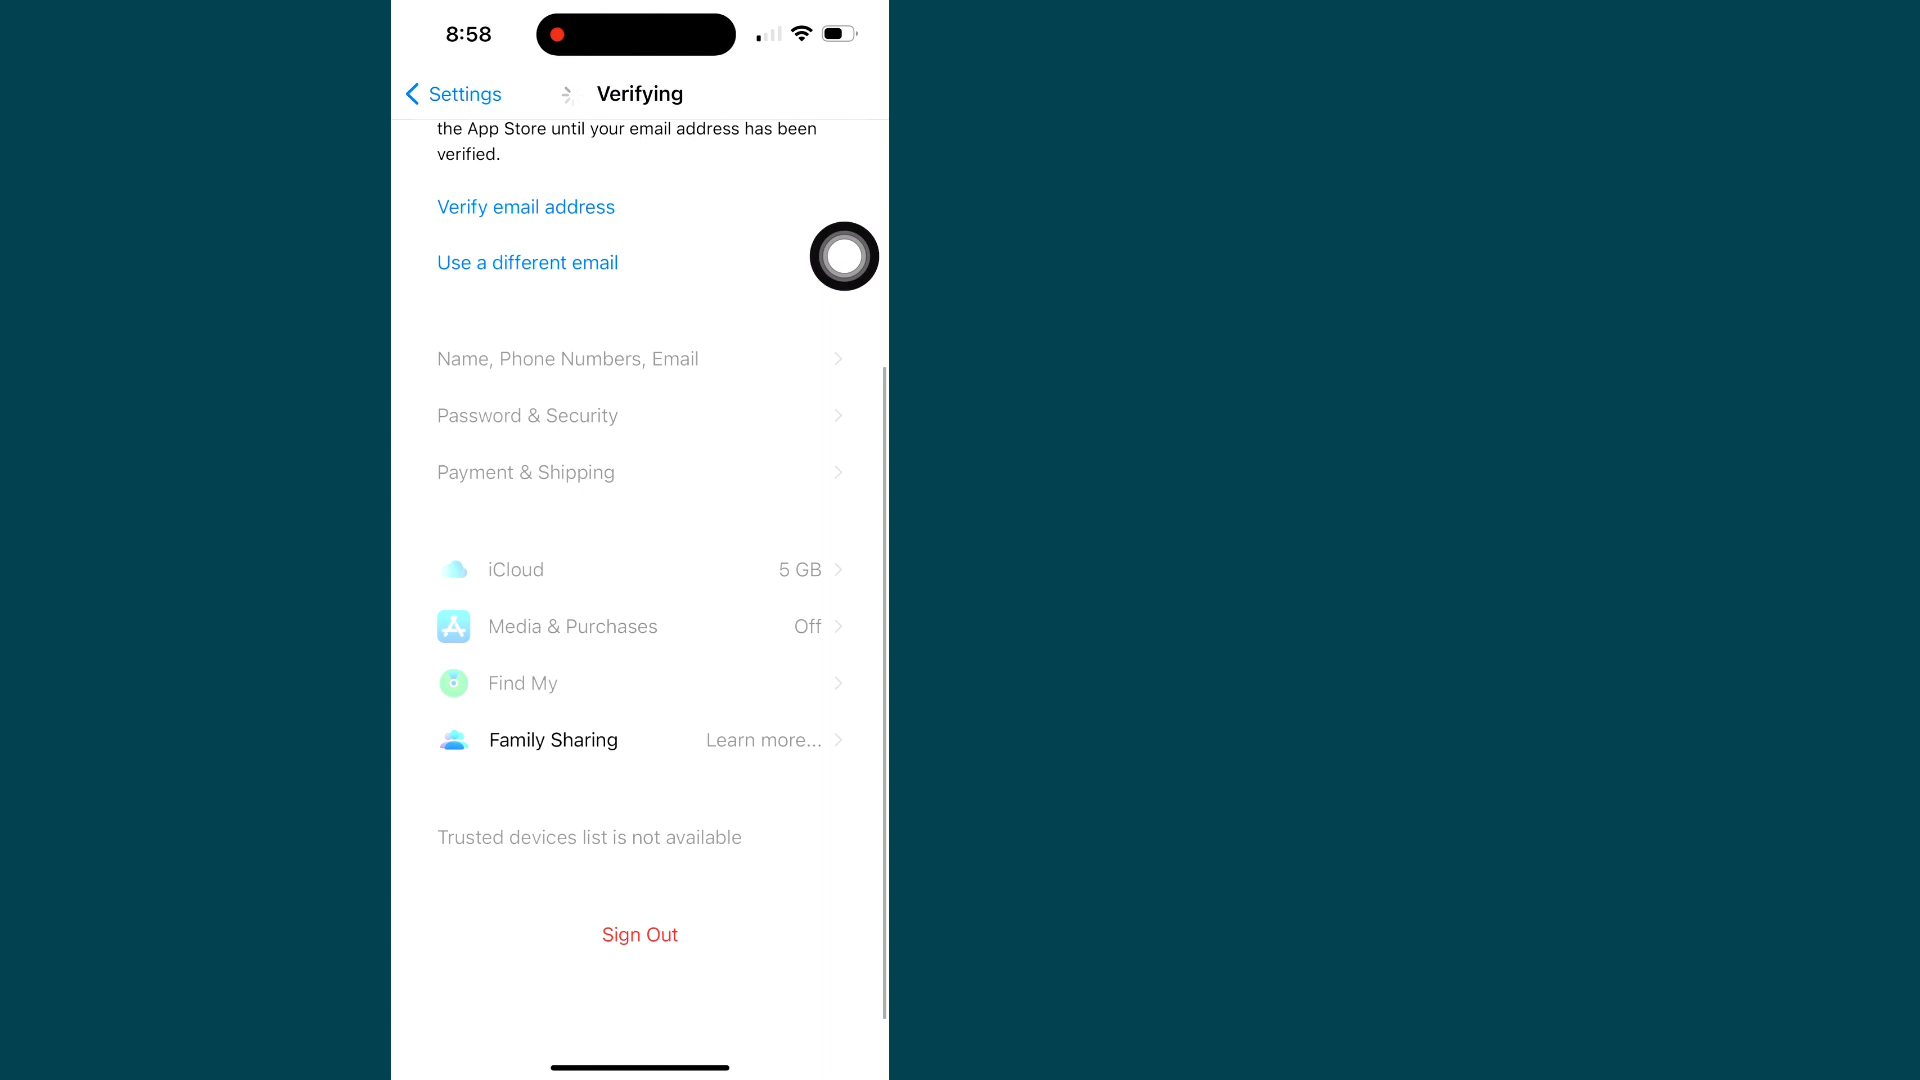 8:58
Settings
Verifying
the App Store until your email address has been
verified.
Verify email address
Use a different email
Name, Phone Numbers, Email
Password & Security
Payment & Shipping
iCloud 5 GB
Media & Purchases Off
Find My
Family Sharing Learn more...
Trusted devices list is not available
Sign Out